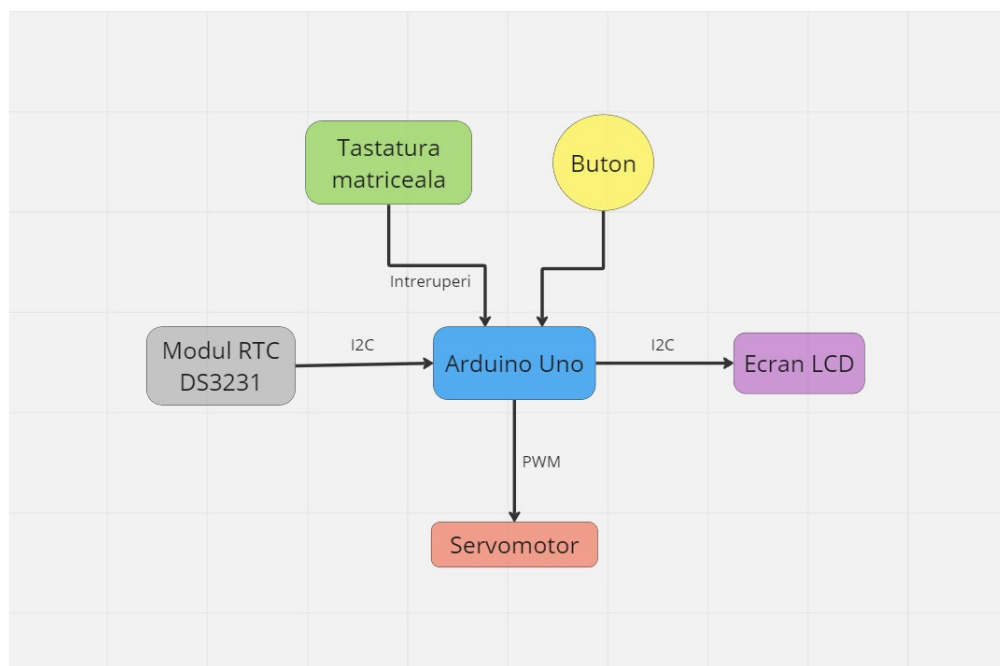 Tastatura
matriceala
Buton
Intreruperi
Modul RTC
DS3231
I2C
Arduino Uno
I2C
Ecran LCD
PWM
Servomotor